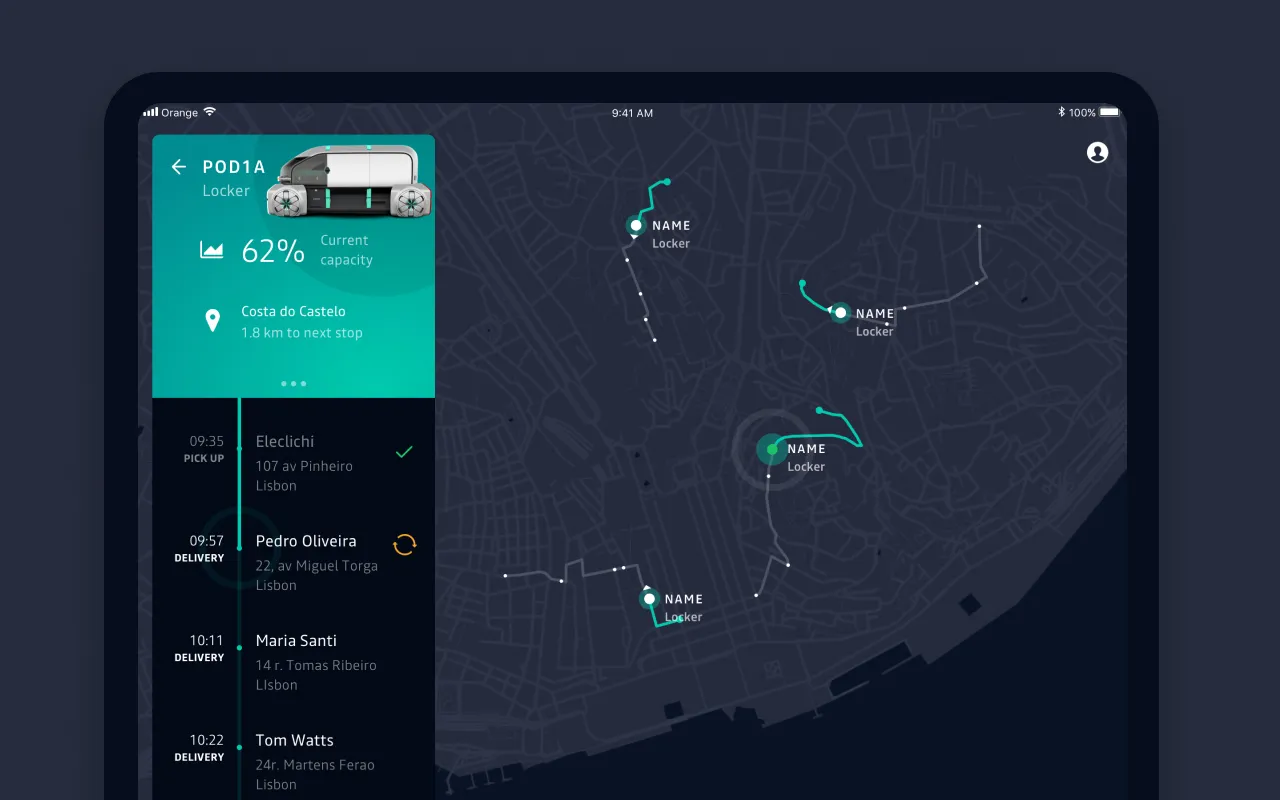 Orange
9:41 AM
100%
POD1A
Locker
62%
Current
capacity
Costa do Castelo
1.8 km to next stop
09:35
PICK UP
Eleclichi
107 av Pinheiro
Lisbon
09:57
DELIVERY
Pedro Oliveira
22, av Miguel Torga
Lisbon
10:11
DELIVERY
Maria Santi
14 r. Tomas Ribeiro
LIsbon
10:22
DELIVERY
Tom Watts
24r. Martens Ferao
Lisbon
NAME
Locker
NAME
Locker
NAME
Locker
NAME
Locker